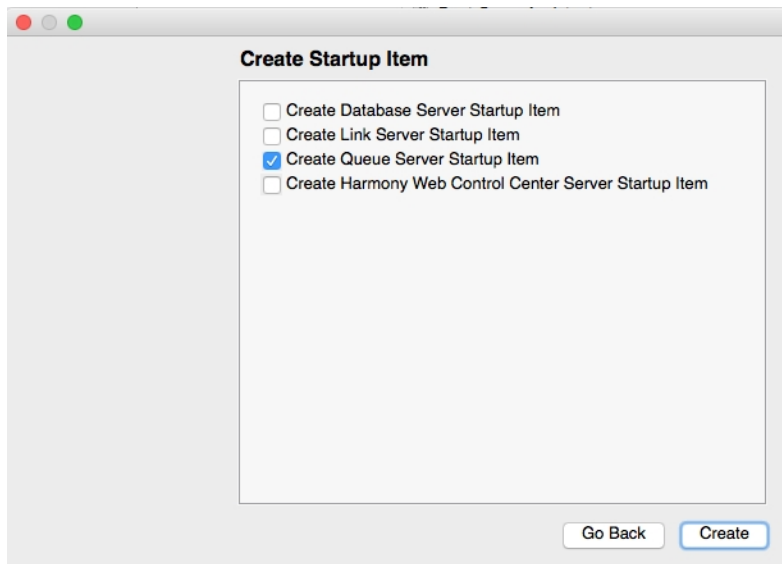 Create Startup Item
Create Database Server Startup Item
Create Link Server Startup Item
Create Queue Server Startup Item
Create Harmony Web Control Center Server Startup Item
Go Back
Create